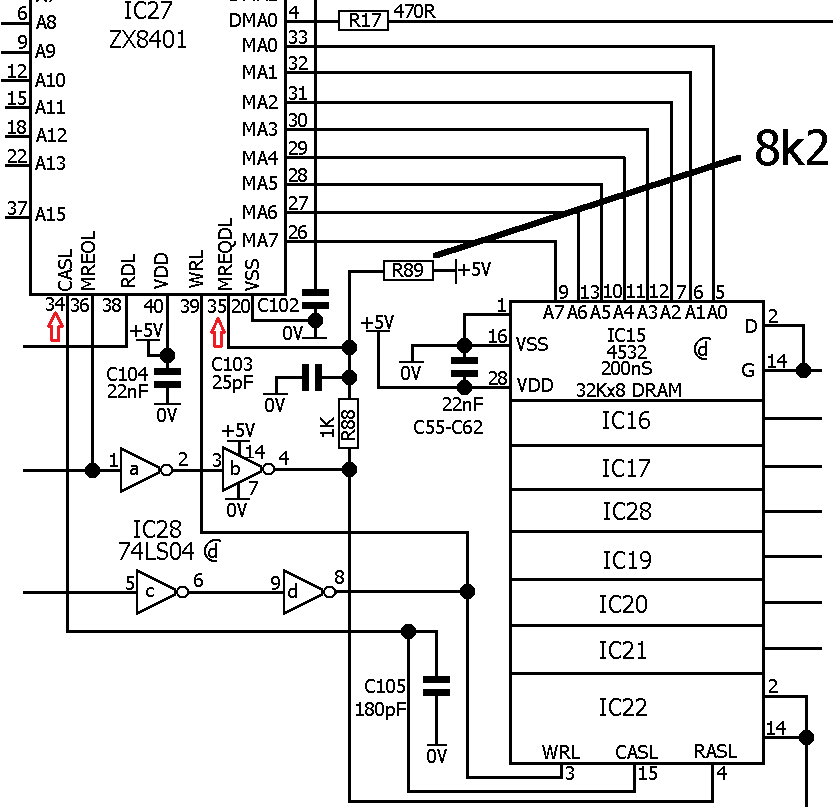 IC27
ZX8401
6
A8
9
A9
12
A10
15
A11
18
A12
22
A13
37
A15
DMA0
4
R17
470R
MA0
33
MA1
32
MA2
31
MA3
30
MA4
29
MA5
28
MA6
27
MA7
26
8k2
CASL
MREOL
RDL
VDD
WRL
MREQDL
VSS
34
36
38
40
39
35
20
C102
0V
R89
+5V
+5V
C104
22nF
0V
C103
25pF
0V
+5V
1K
R88
0V
22nF
C55-C62
1
16
VSS
28
VDD
9
13
10
11
12
7
6
5
A7
A6
A5
A4
A3
A2
A1
A0
IC15
4532
200nS
32Kx8 DRAM
D
2
G
14
IC16
IC17
IC28
IC19
IC20
IC21
IC22
2
14
WRL
CASL
RASL
3
15
4
1
a
2
3
b
4
+5V
14
7
0V
IC28
74LS04
5
c
6
9
d
8
C105
180pF
0V